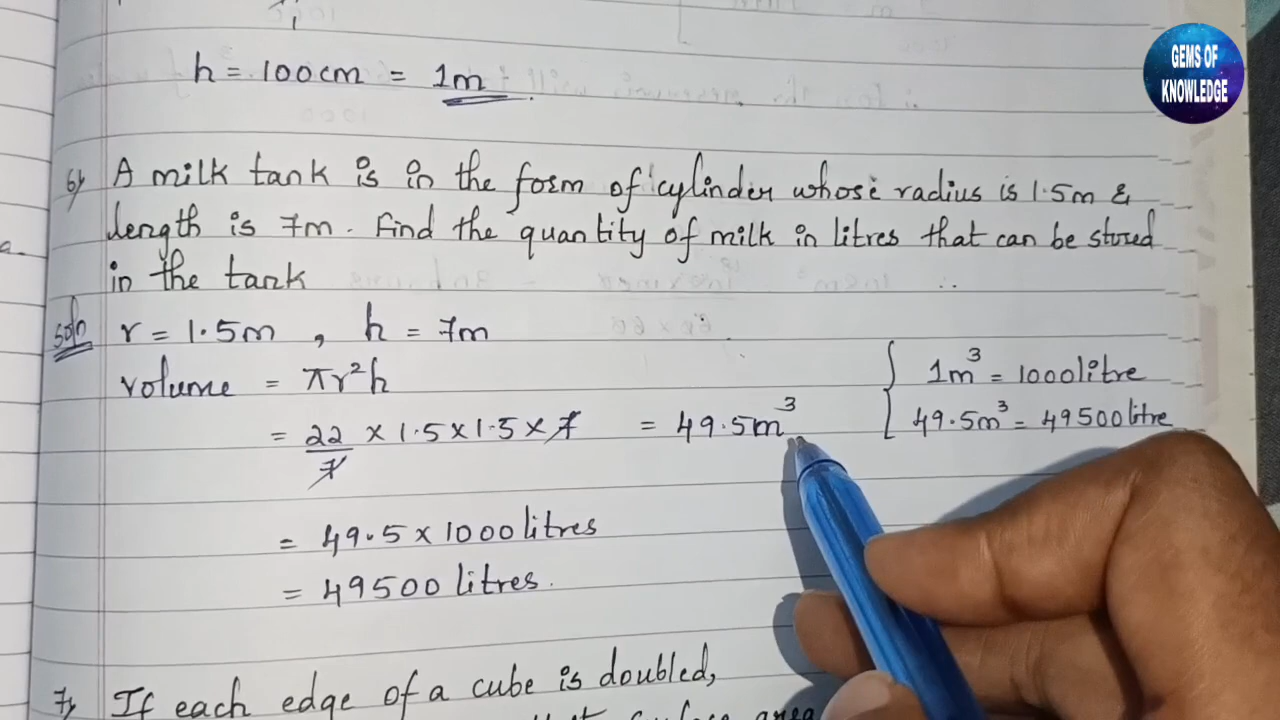 h = 100cm = 1m
GEMS OF
KNOWLEDGE
6) A milk tank is in the form of cylinder whose radius is 1.5m &
length is 7m. Find the quantity of milk in litres that can be stored
in the tank
Soln r = 1.5m , h = 7m
volume = πr²h
= 22/7 × 1.5 × 1.5 × 7 = 49.5m³
{ 1m³ = 1000litre
49.5m³ = 49500litre
= 49.5 × 1000 litres
= 49500 litres.
7) If each edge of a cube is doubled,
surface area